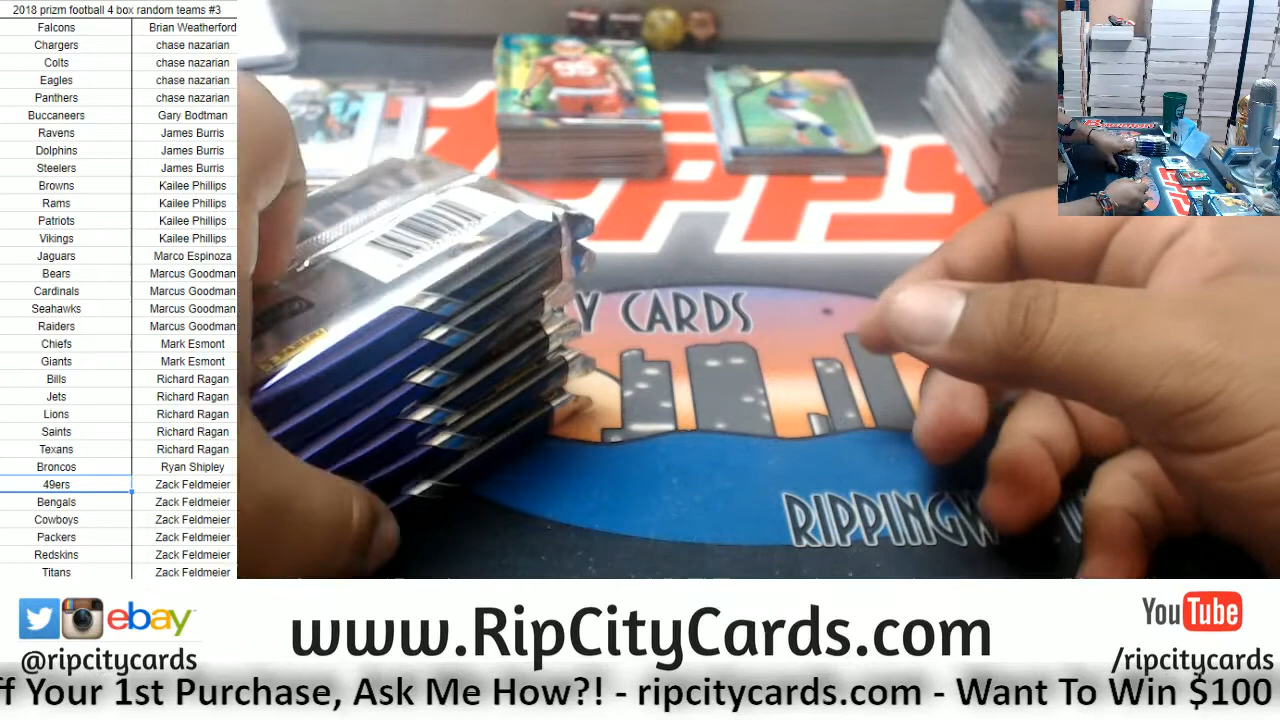 2018 prizm football 4 box random teams #3
Falcons Brian Weatherford
Chargers chase nazarian
Colts chase nazarian
Eagles chase nazarian
Panthers chase nazarian
Buccaneers Gary Bodtman
Ravens James Burris
Dolphins James Burris
Steelers James Burris
Browns Kailee Phillips
Rams Kailee Phillips
Patriots Kailee Phillips
Vikings Kailee Phillips
Jaguars Marco Espinoza
Bears Marcus Goodman
Cardinals Marcus Goodman
Seahawks Marcus Goodman
Raiders Marcus Goodman
Chiefs Mark Esmont
Giants Mark Esmont
Bills Richard Ragan
Jets Richard Ragan
Lions Richard Ragan
Saints Richard Ragan
Texans Richard Ragan
Broncos Ryan Shipley
49ers Zack Feldmeier
Bengals Zack Feldmeier
Cowboys Zack Feldmeier
Packers Zack Feldmeier
Redskins Zack Feldmeier
Titans Zack Feldmeier
TOPPS
Y CARDS
RIPPINGW
PANINI
ebay
@ripcitycards
www.RipCityCards.com
YouTube
/ripcitycards
ff Your 1st Purchase, Ask Me How?! - ripcitycards.com - Want To Win $100